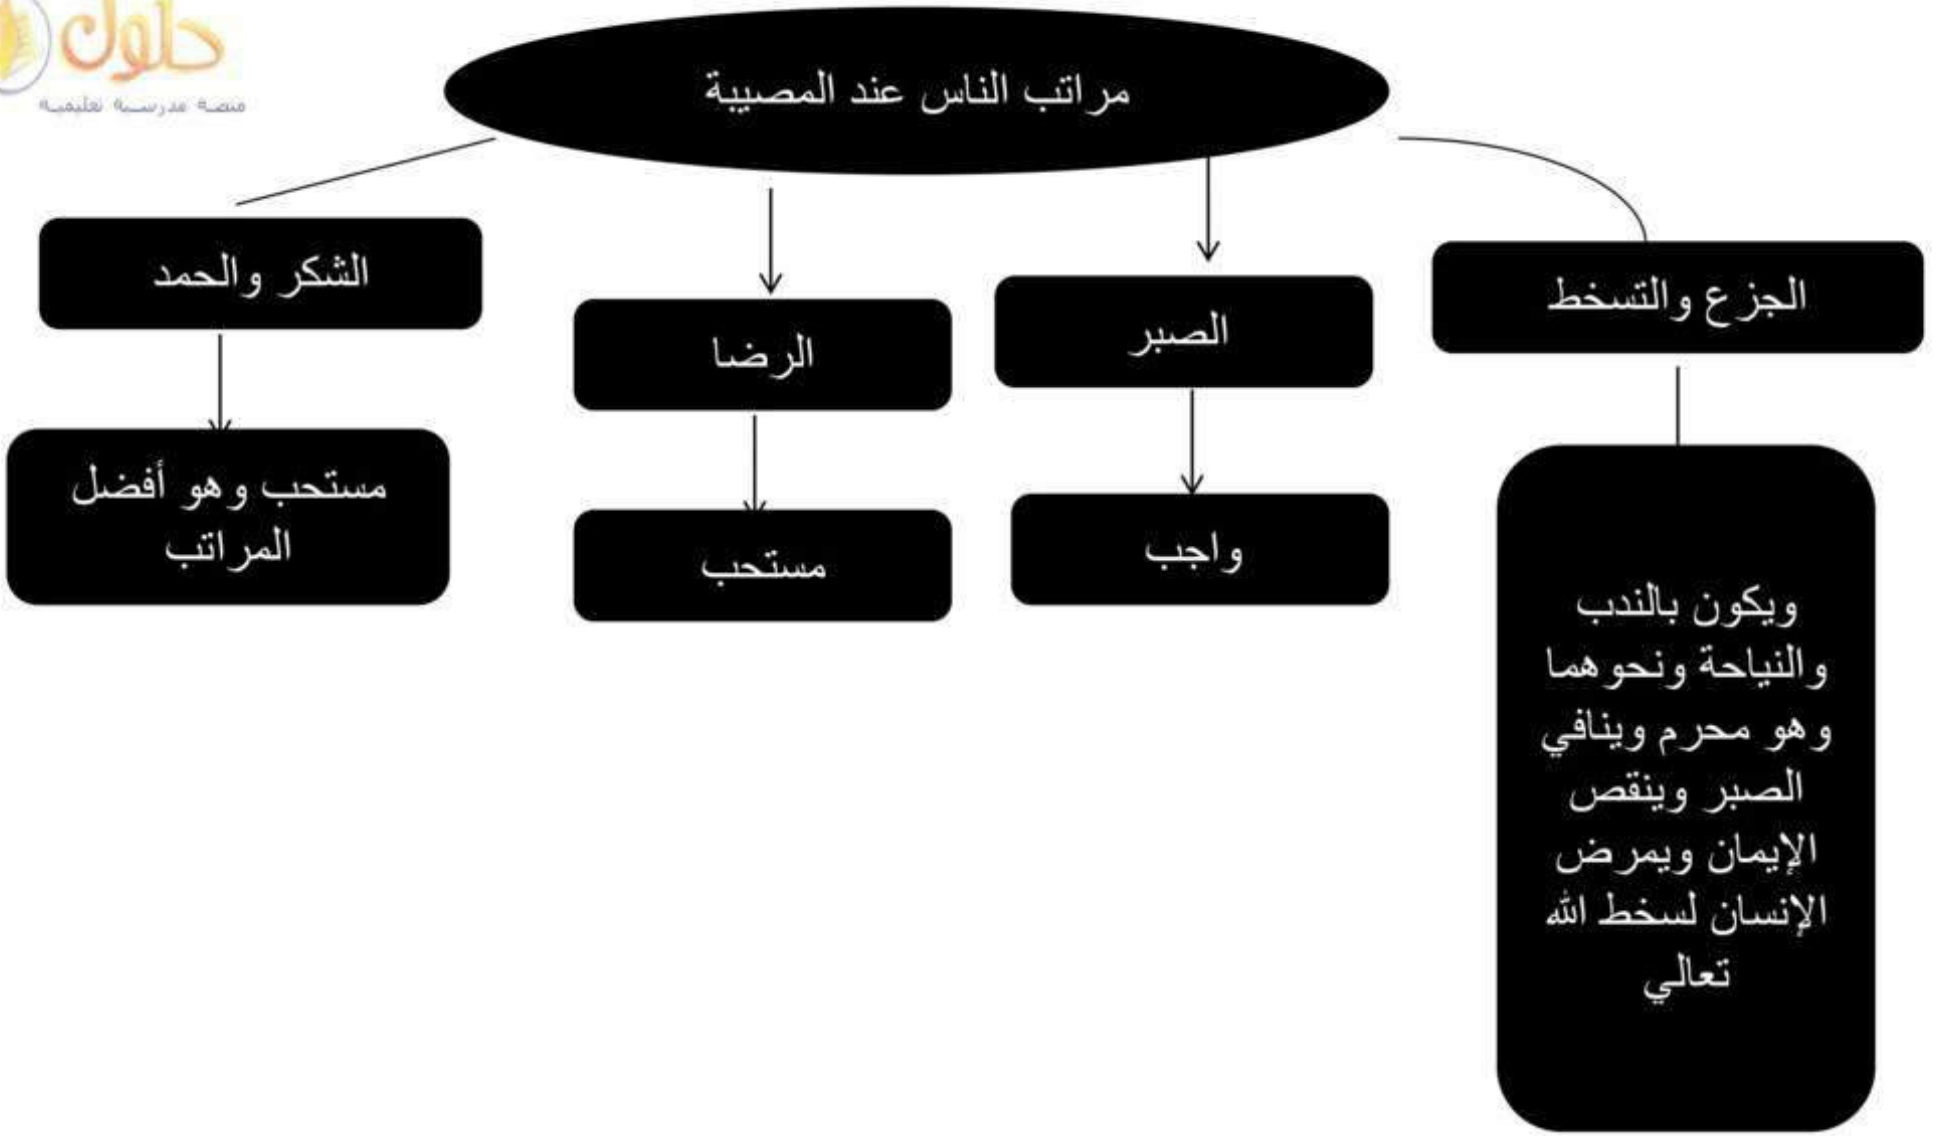 حلول
منصة مدرسية تعليمية
مراتب الناس عند المصيبة
الجزع والتسخط
ويكون بالندب
والنياحة ونحوهما
وهو محرم وينافي
الصبر وينقص
الإيمان ويمرض
الإنسان لسخط الله
تعالي
الصبر
واجب
الرضا
مستحب
الشكر والحمد
مستحب وهو أفضل
المراتب